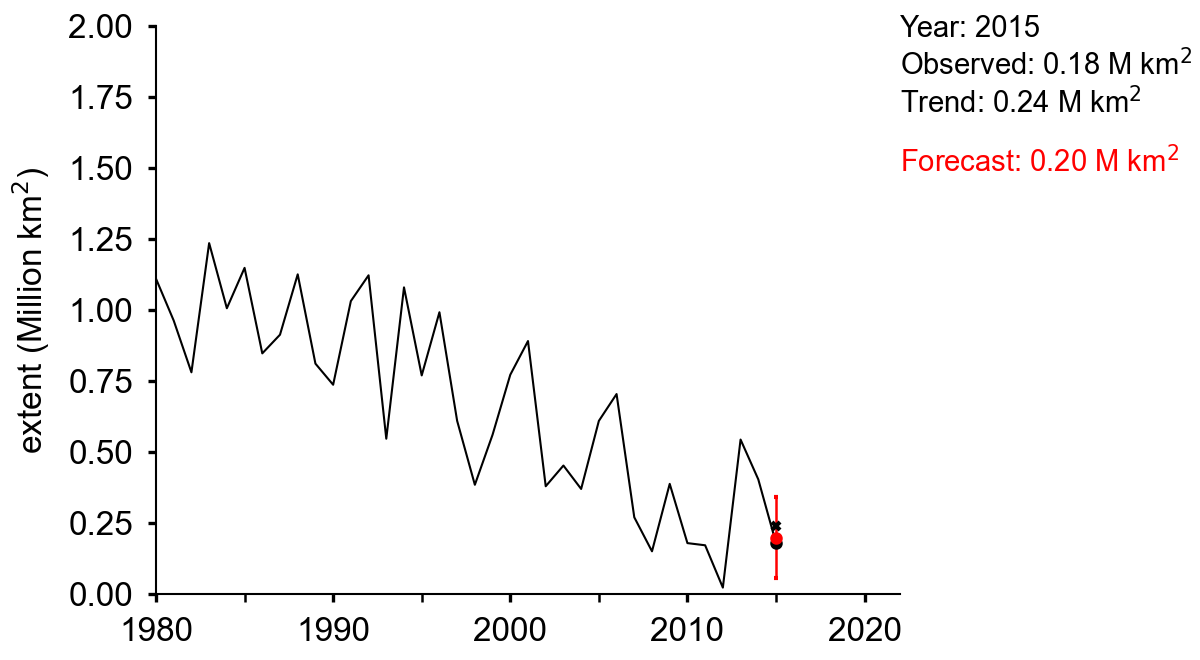 2.00
1.75
1.50
1.25
1.00
0.75
0.50
0.25
0.00
extent (Million km²)
1980
1990
2000
2010
2020
Year: 2015
Observed: 0.18 M km²
Trend: 0.24 M km²
Forecast: 0.20 M km²